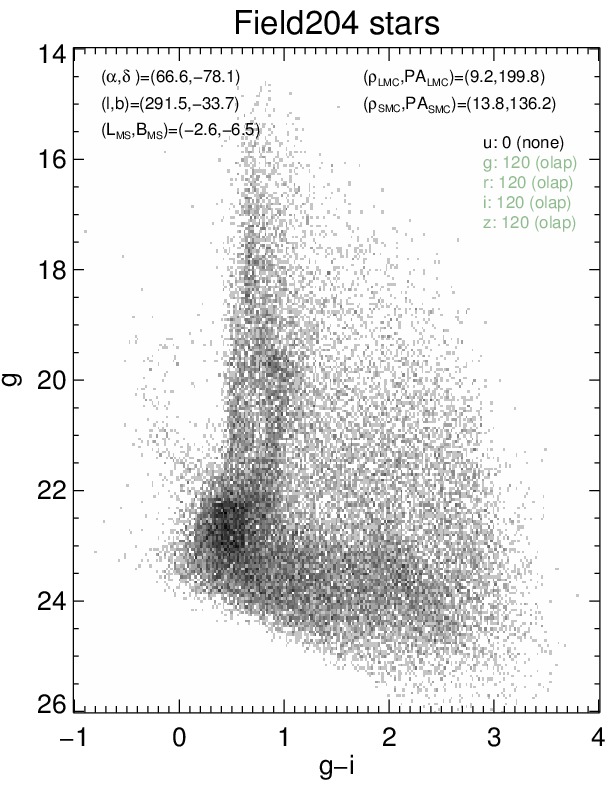 Field204 stars
(α,δ )=(66.6,−78.1)
(ρLMC,PALMC)=(9.2,199.8)
(l,b)=(291.5,−33.7)
(ρSMC,PASMC)=(13.8,136.2)
(LMS,BMS)=(−2.6,−6.5)
u: 0 (none)
g: 120 (olap)
r: 120 (olap)
i: 120 (olap)
z: 120 (olap)
14
16
18
20
22
24
26
g
−1 0 1 2 3 4
g−i